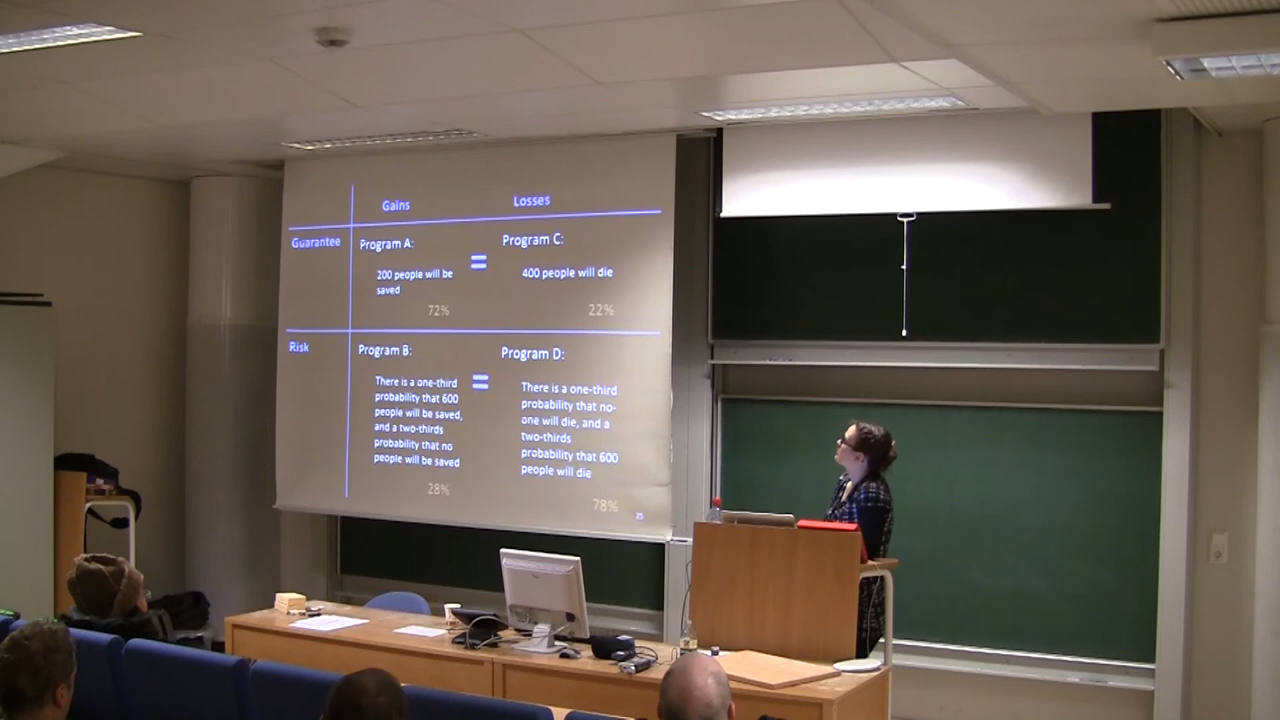 Gains
Losses
Guarantee
Program A:
200 people will be
saved
72%
=
Program C:
400 people will die
22%
Risk
Program B:
There is a one-third
probability that 600
people will be saved,
and a two-thirds
probability that no
people will be saved
28%
=
Program D:
There is a one-third
probability that no-
one will die, and a
two-thirds
probability that 600
people will die
78%
25